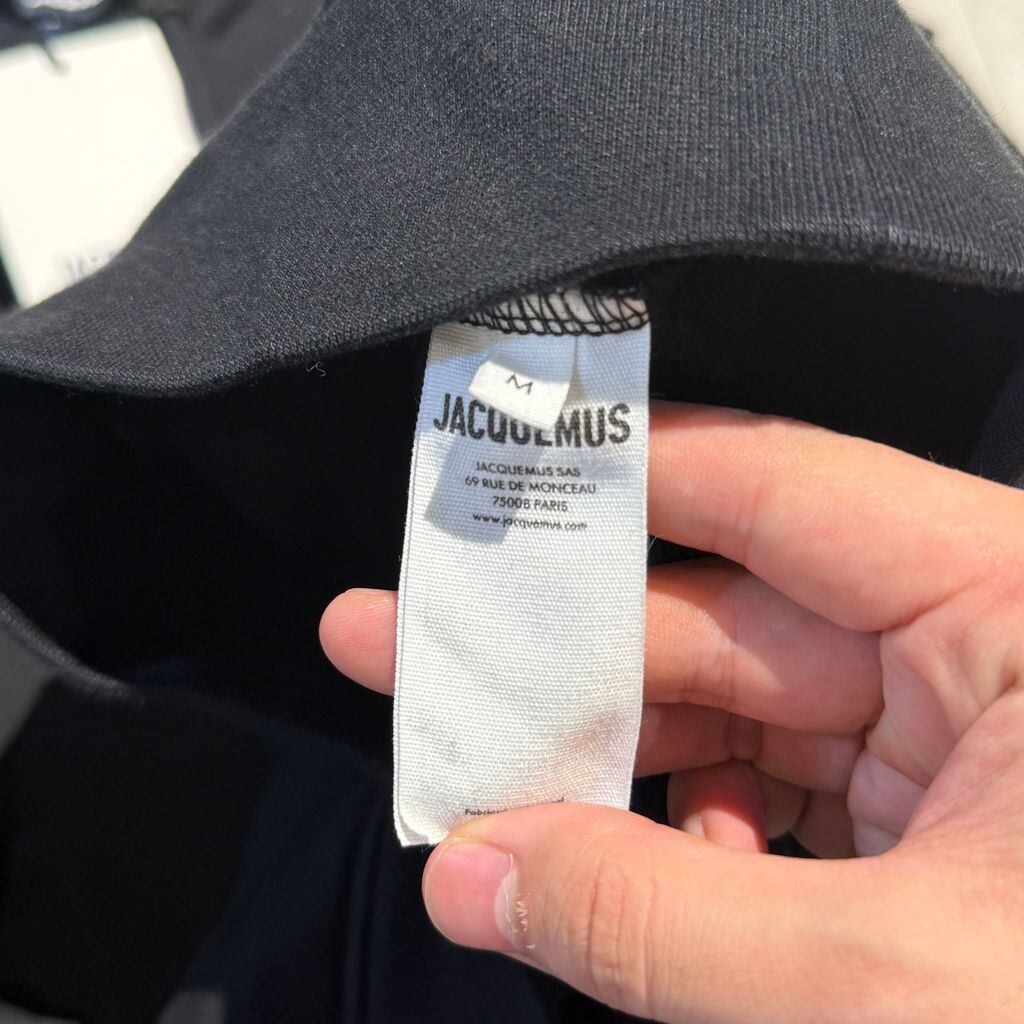 M
JACQUEMUS
JACQUEMUS SAS
69 RUE DE MONCEAU
75008 PARIS
www.jacquemus.com